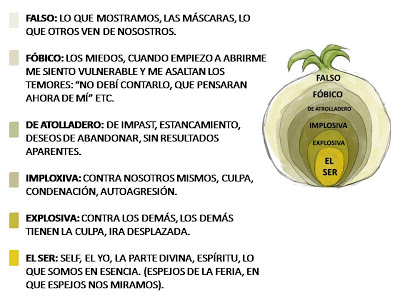 FALSO: LO QUE MOSTRAMOS, LAS MÁSCARAS, LO
QUE OTROS VEN DE NOSOSTROS.
FÓBICO: LOS MIEDOS, CUANDO EMPIEZO A ABRIRME
ME SIENTO VULNERABLE Y ME ASALTAN LOS
TEMORES: “NO DEBÍ CONTARLO, QUE PENSARAN
AHORA DE MÍ” ETC.
DE ATOLLADERO: DE IMPAST, ESTANCAMIENTO,
DESEOS DE ABANDONAR, SIN RESULTADOS
APARENTES.
IMPLOXIVA: CONTRA NOSOTROS MISMOS, CULPA,
CONDENACIÓN, AUTOAGRESIÓN.
EXPLOSIVA: CONTRA LOS DEMÁS, LOS DEMÁS
TIENEN LA CULPA, IRA DESPLAZADA.
EL SER: SELF, EL YO, LA PARTE DIVINA, ESPÍRITU, LO
QUE SOMOS EN ESENCIA. (ESPEJOS DE LA FERIA, EN
QUE ESPEJOS NOS MIRAMOS).
FALSO
FÓBICO
DE ATROLLADERO
IMPLOSIVA
EXPLOSIVA
EL
SER